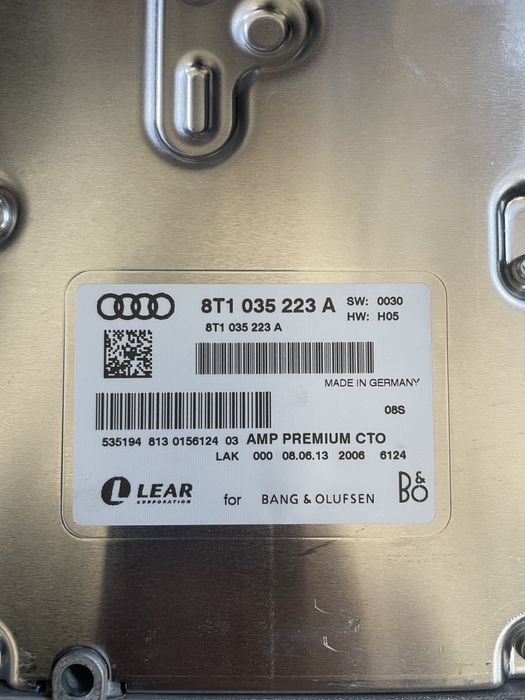 8T1 035 223 A SW: 0030
8T1 035 223 A HW: H05
MADE IN GERMANY
08S
535194 813 0156124 03 AMP PREMIUM CTO
LAK 000 08.06.13 2006 6124
LEAR for BANG & OLUFSEN B&O
CORPORATION